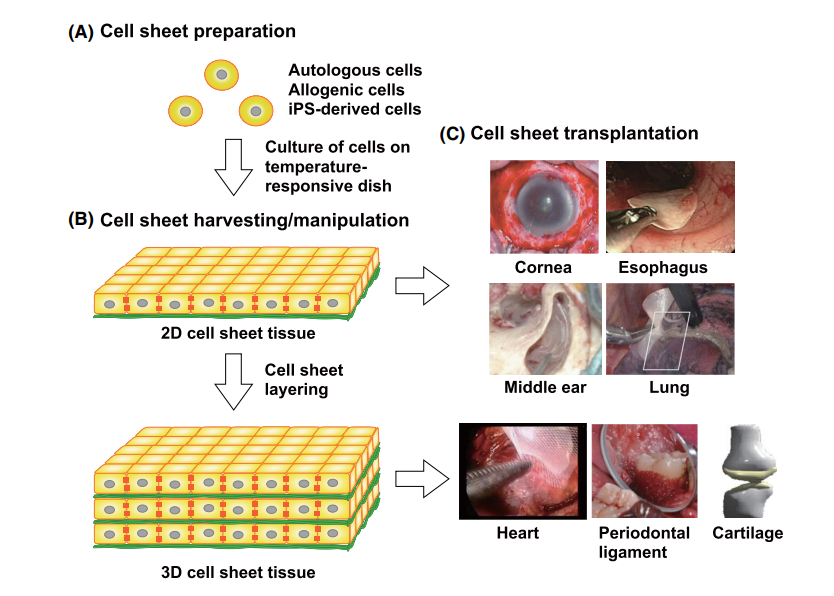 (A) Cell sheet preparation
Autologous cells
Allogenic cells
iPS-derived cells
Culture of cells on
temperature-
responsive dish
(B) Cell sheet harvesting/manipulation
2D cell sheet tissue
Cell sheet
layering
3D cell sheet tissue
(C) Cell sheet transplantation
Cornea
Esophagus
Middle ear
Lung
Heart
Periodontal
ligament
Cartilage